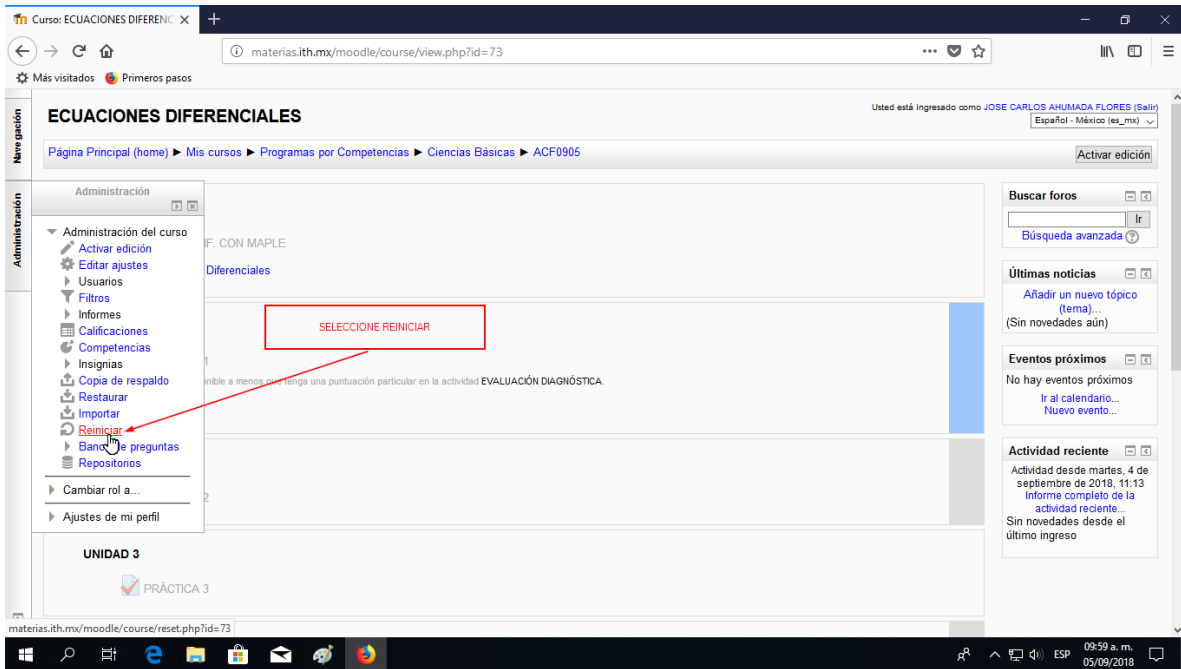 Curso: ECUACIONES DIFERENC
materias.ith.mx/moodle/course/view.php?id=73
Más visitados
Primeros pasos
Navegación
Administración
ECUACIONES DIFERENCIALES
Usted está ingresado como JOSE CARLOS AHUMADA FLORES (Salir)
Español - México (es_mx)
Página Principal (home) ► Mis cursos ► Programas por Competencias ► Ciencias Básicas ► ACF0905
Activar edición
Administración
Administración del curso
Activar edición
Editar ajustes
Usuarios
Filtros
Informes
Calificaciones
Competencias
Insignias
Copia de respaldo
Restaurar
Importar
Reiniciar
Banco de preguntas
Repositorios
Cambiar rol a...
Ajustes de mi perfil
IF. CON MAPLE
Diferenciales
SELECCIONE REINICIAR
1
onible a menos que tenga una puntuación particular en la actividad EVALUACIÓN DIAGNÓSTICA.
2
UNIDAD 3
PRÁCTICA 3
Buscar foros
Ir
Búsqueda avanzada
?
Últimas noticias
Añadir un nuevo tópico
(tema)...
(Sin novedades aún)
Eventos próximos
No hay eventos próximos
Ir al calendario...
Nuevo evento...
Actividad reciente
Actividad desde martes, 4 de
septiembre de 2018, 11:13
Informe completo de la
actividad reciente...
Sin novedades desde el
último ingreso
materias.ith.mx/moodle/course/reset.php?id=73
ESP
09:59 a. m.
05/09/2018